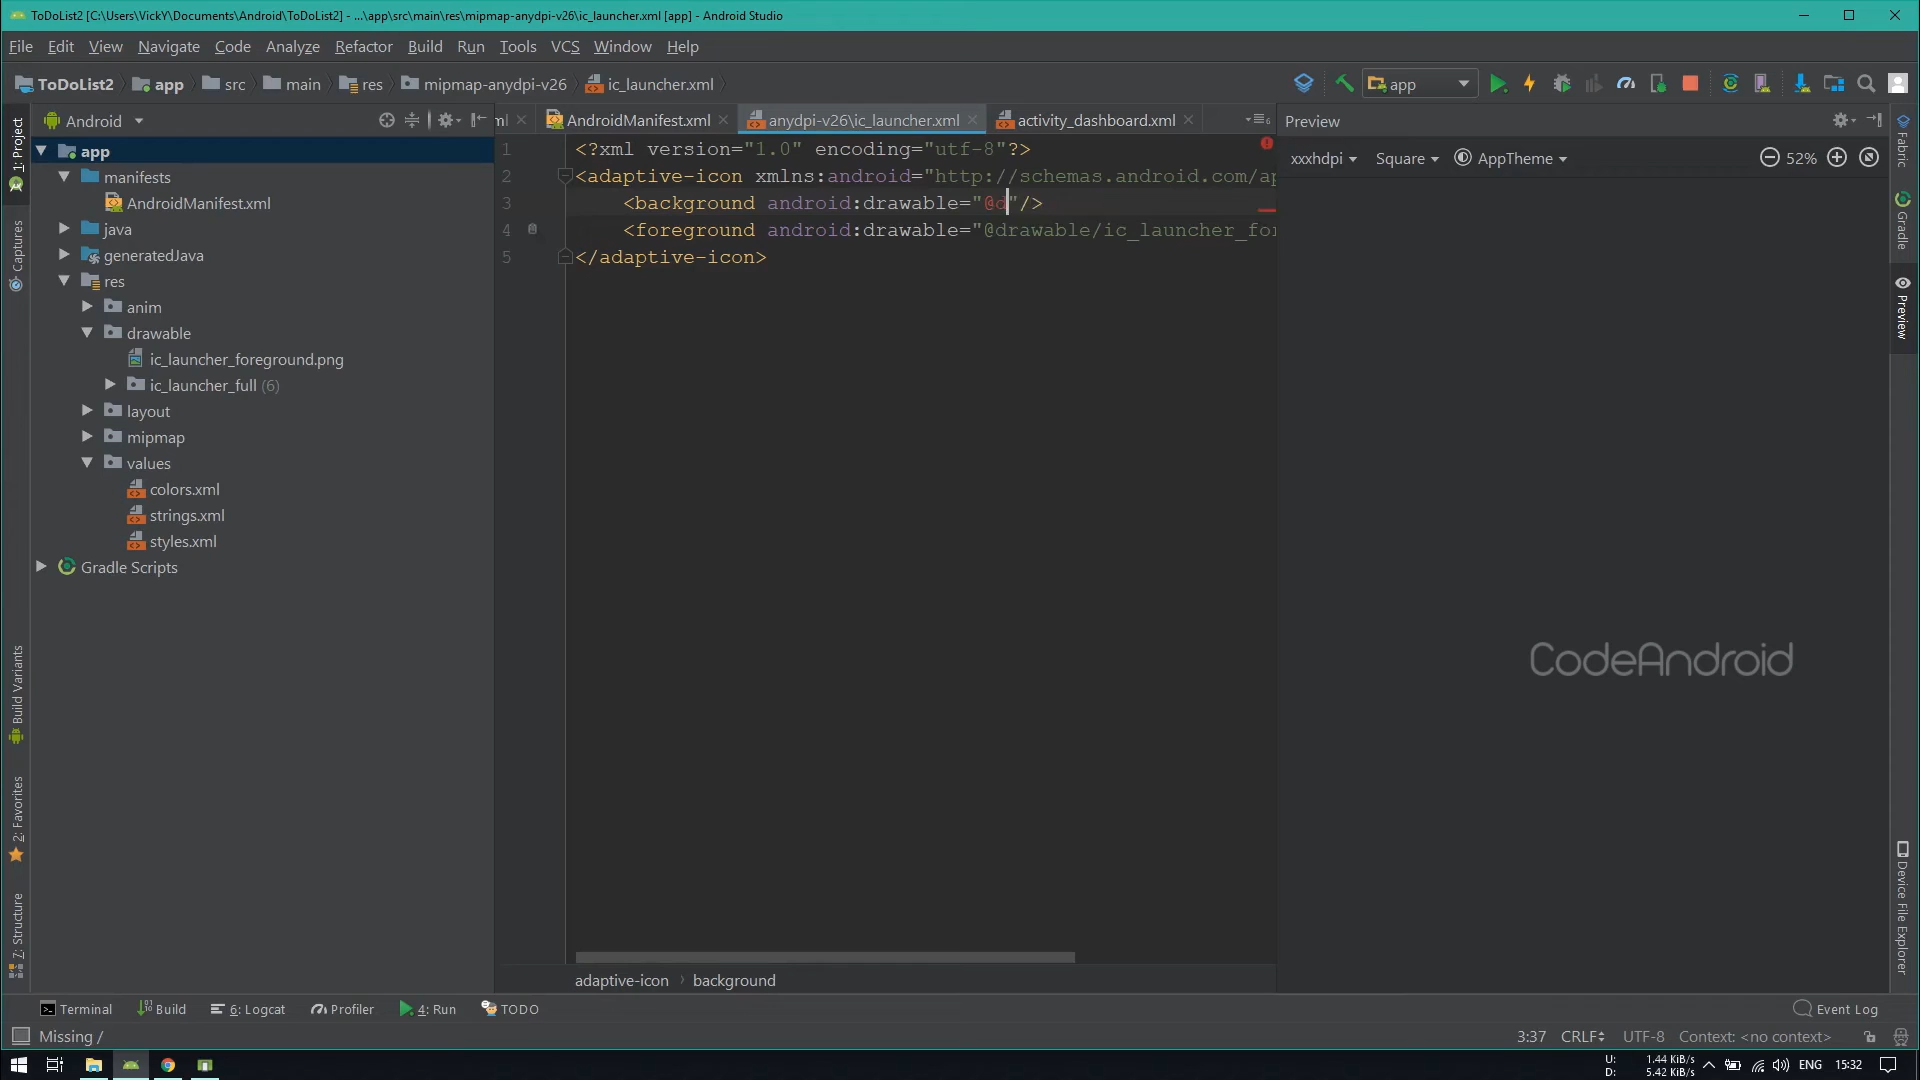 ToDoList2 [C:\Users\VickY\Documents\Android\ToDoList2] - ...\app\src\main\res\mipmap-anydpi-v26\ic_launcher.xml [app] - Android Studio
File Edit View Navigate Code Analyze Refactor Build Run Tools VCS Window Help
ToDoList2 app src main res mipmap-anydpi-v26 ic_launcher.xml app
Android ml AndroidManifest.xml anydpi-v26\ic_launcher.xml activity_dashboard.xml Preview
xxxhdpi Square AppTheme 52%
1: Project
Captures
Build Variants
2: Favorites
7: Structure
app
manifests
AndroidManifest.xml
java
generatedJava
res
anim
drawable
ic_launcher_foreground.png
ic_launcher_full (6)
layout
mipmap
values
colors.xml
strings.xml
styles.xml
Gradle Scripts
1 <?xml version="1.0" encoding="utf-8"?>
2 <adaptive-icon xmlns:android="http://schemas.android.com/ap
3 <background android:drawable="@d"/>
4 <foreground android:drawable="@drawable/ic_launcher_for
5 </adaptive-icon>
adaptive-icon › background
CodeAndroid
Fabric
Gradle
Preview
Device File Explorer
Terminal Build 6: Logcat Profiler 4: Run TODO Event Log
Missing / 3:37 CRLF UTF-8 Context: <no context>
U: 1.44 KiB/s
D: 5.42 KiB/s
ENG 15:32